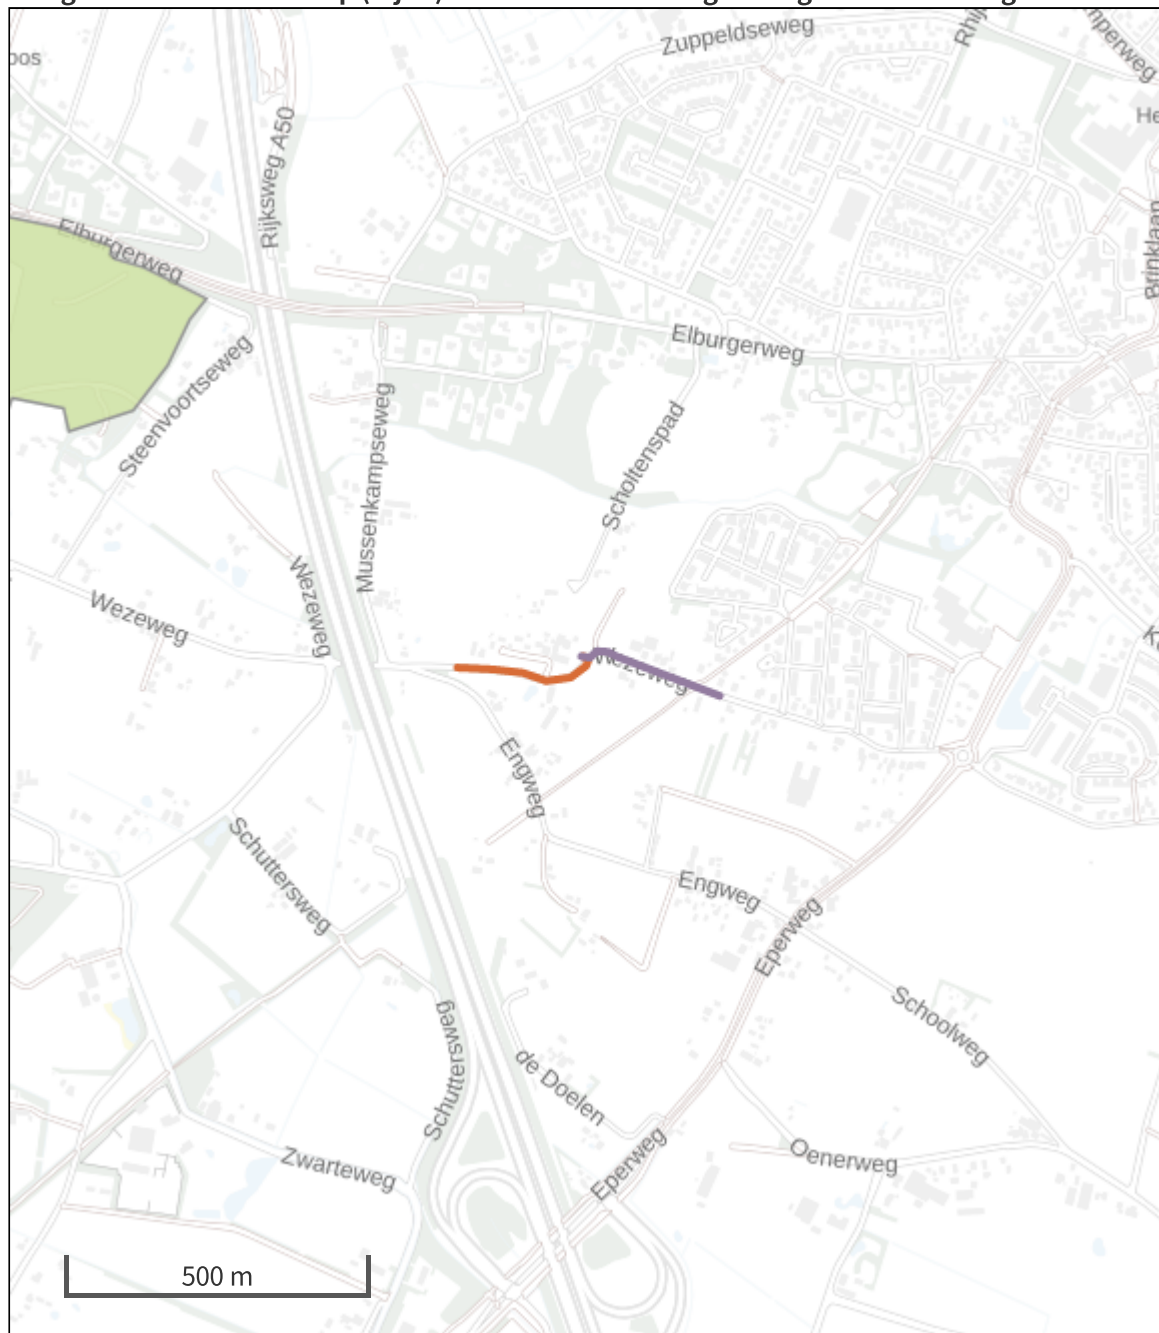 Zuppeldseweg
Rijksweg A50
Elburgerweg
Brinklaan
Elburgerweg
Steenvoortseweg
Mussenkampseweg
Scholtenspad
Wezeweg
Wezeweg
Wezeweg
Engweg
Schuttersweg
Engweg
Eperweg
Schoolweg
Schuttersweg
de Doelen
Eperweg
Oenerweg
Zwarteweg
500 m